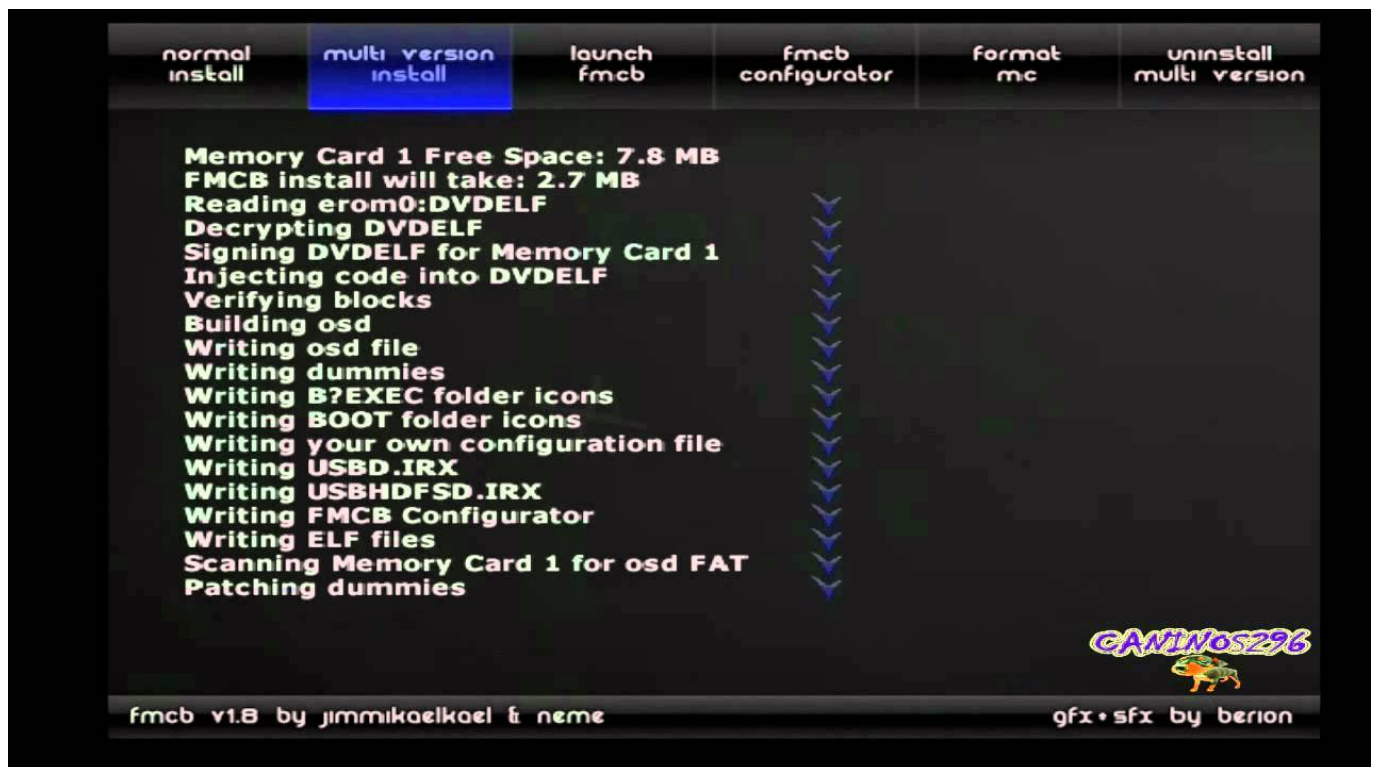 normal
install
multi version
install
launch
fmcb
fmcb
configurator
format
mc
uninstall
multi version
Memory Card 1 Free Space: 7.8 MB
FMCB install will take: 2.7 MB
Reading erom0:DVDELF
Decrypting DVDELF
Signing DVDELF for Memory Card 1
Injecting code into DVDELF
Verifying blocks
Building osd
Writing osd file
Writing dummies
Writing B?EXEC folder icons
Writing BOOT folder icons
Writing your own configuration file
Writing USBD.IRX
Writing USBHDFSD.IRX
Writing FMCB Configurator
Writing ELF files
Scanning Memory Card 1 for osd FAT
Patching dummies
CANINOS296
fmcb v1.8 by jimmikaelkael & neme
gfx+sfx by berion